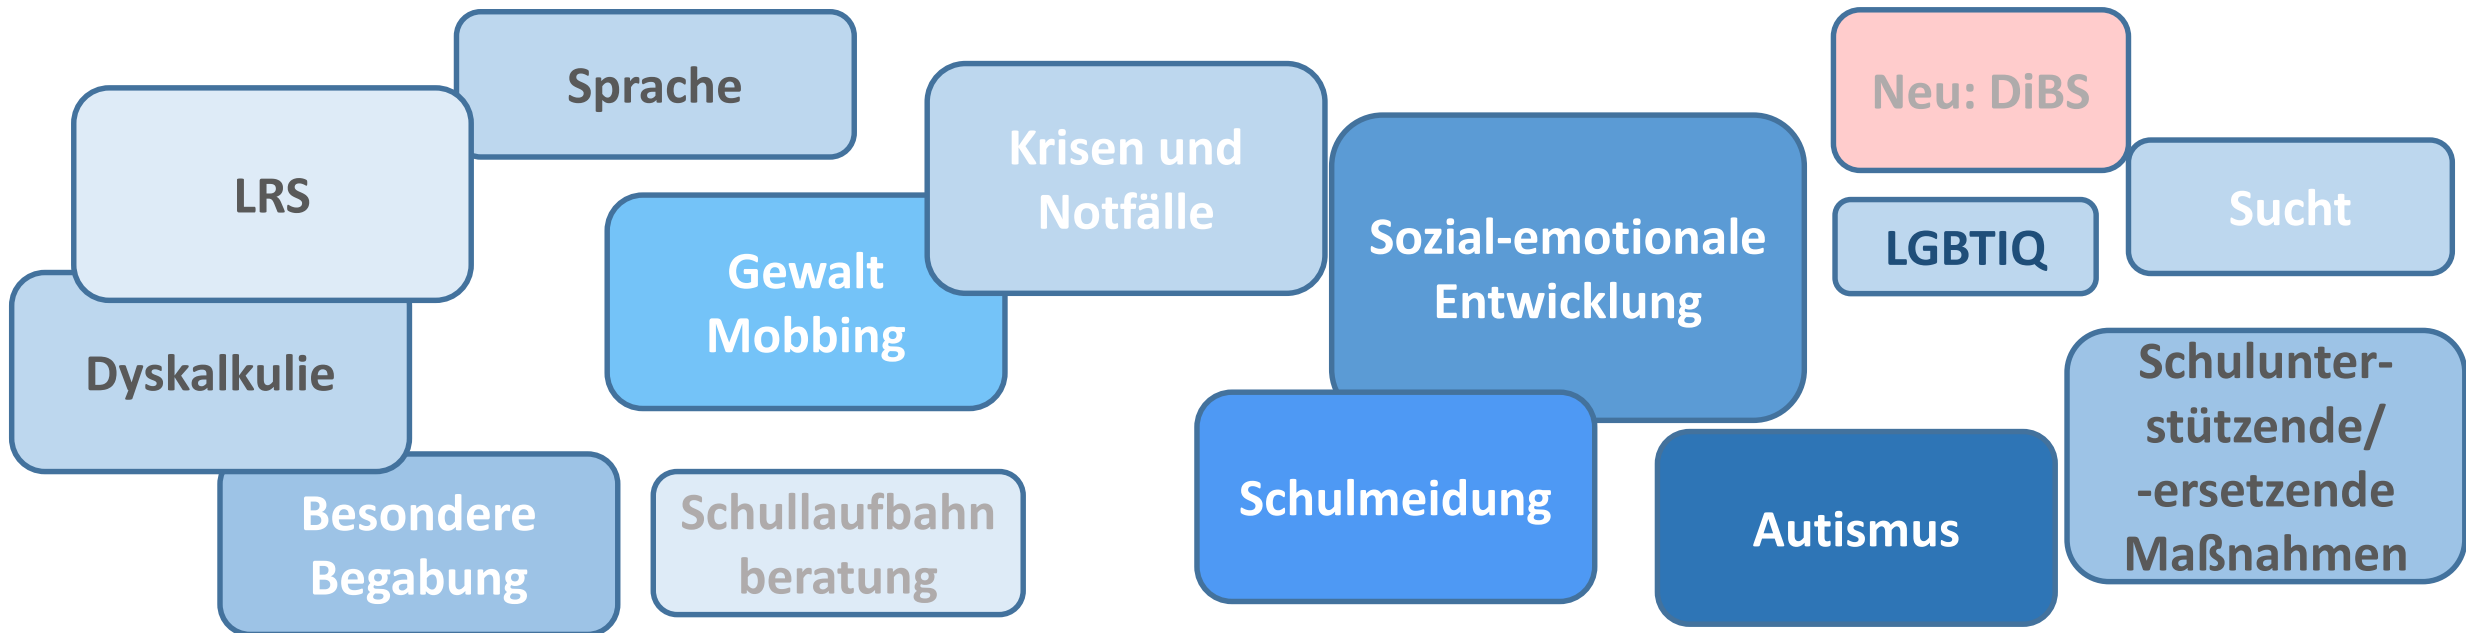 Sprache
LRS
Dyskalkulie
Besondere
Begabung
Gewalt
Mobbing
Schullaufbahn
beratung
Krisen und
Notfälle
Sozial-emotionale
Entwicklung
Schulmeidung
Autismus
Neu: DiBS
LGBTIQ
Sucht
Schulunter-
stützende/
-ersetzende
Maßnahmen